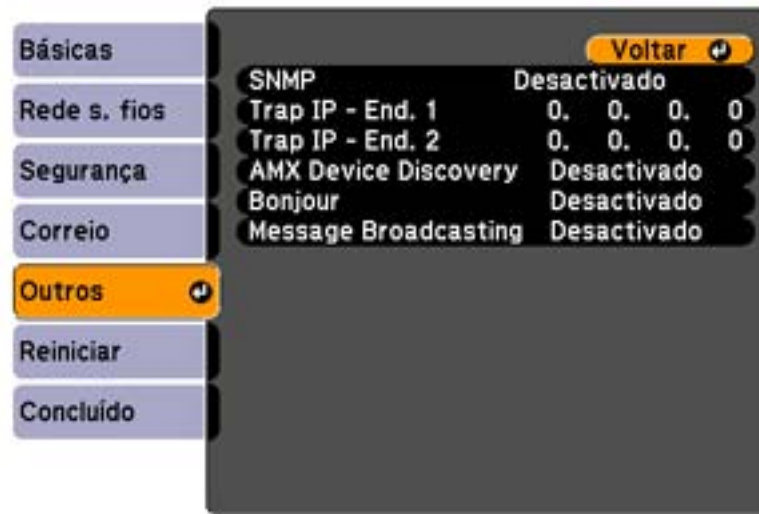 Básicas
Rede s. fios
Segurança
Correio
Outros
Reiniciar
Concluído
Voltar
SNMP Desactivado
Trap IP - End. 1 0. 0. 0. 0
Trap IP - End. 2 0. 0. 0. 0
AMX Device Discovery Desactivado
Bonjour Desactivado
Message Broadcasting Desactivado